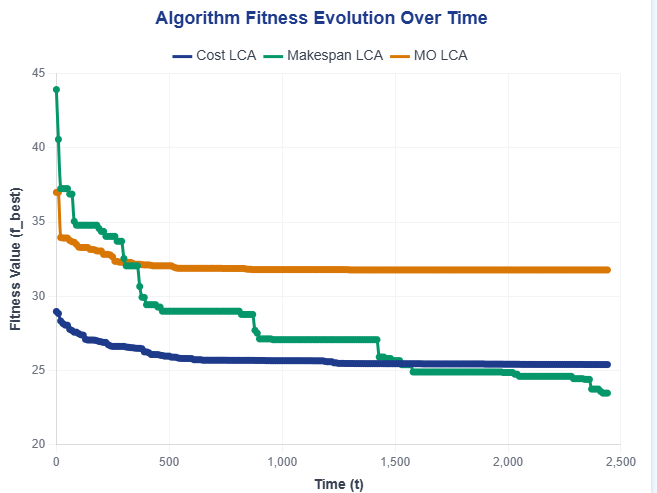 Algorithm Fitness Evolution Over Time
Cost LCA Makespan LCA MO LCA
Fitness Value (f_best)
45
40
35
30
25
20
0 500 1,000 1,500 2,000 2,500
Time (t)